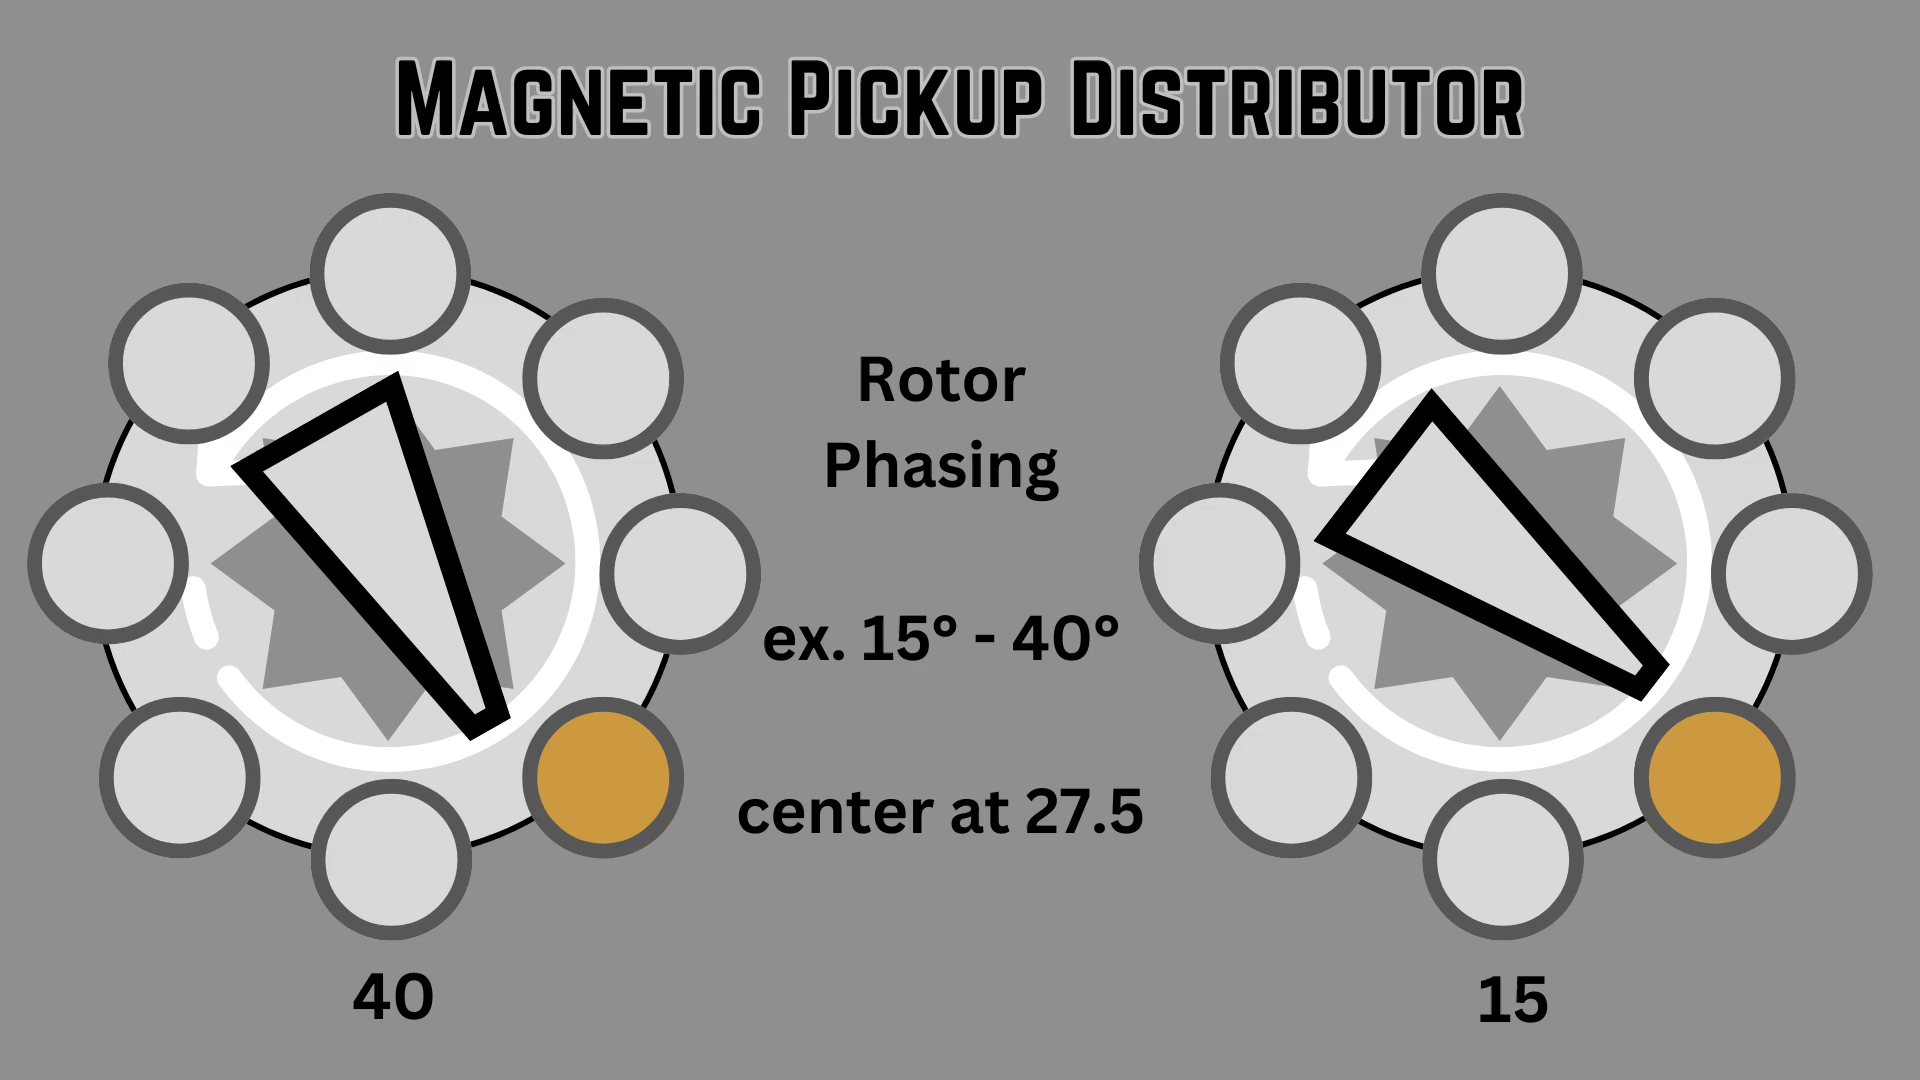 Magnetic Pickup Distributor
Rotor
Phasing
ex. 15° - 40°
center at 27.5
40
15